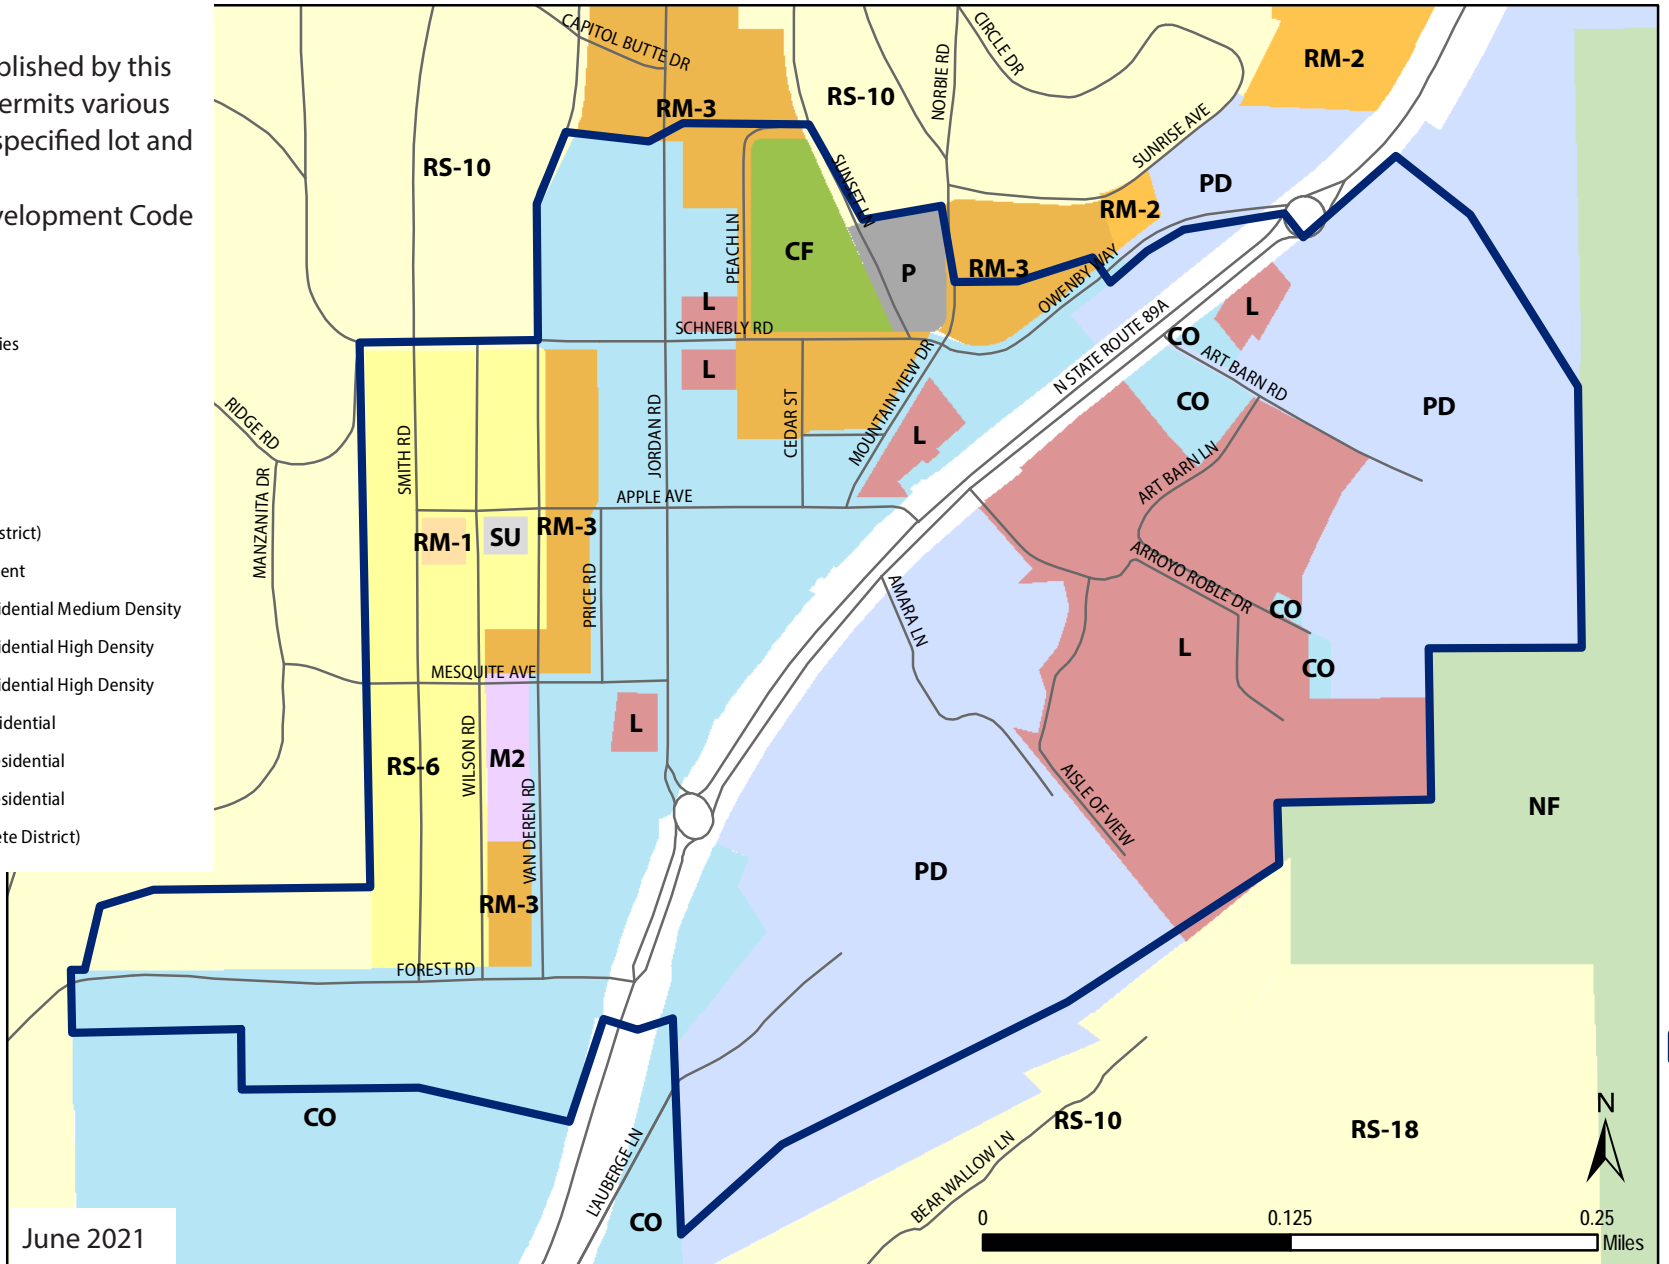 plished by this
ermits various
specified lot and
velopment Code
ies
strict)
ent
idential Medium Density
idential High Density
idential High Density
idential
esidential
esidential
ete District)
CAPITOL BUTTE DR
CIRCLE DR
NORBIE RD
RM-2
RS-10
RM-3
SUNRISE AVE
RS-10
SUNSET LN
PD
RM-2
PEACH LN
CF
P
RM-3
OWENBY WAY
L
L
SCHNEBLY RD
N STATE ROUTE 89A
CO
ART BARN RD
L
CO
PD
RIDGE RD
SMITH RD
JORDAN RD
CEDAR ST
MOUNTAIN VIEW DR
L
MANZANITA DR
APPLE AVE
ART BARN LN
RM-1
SU
RM-3
PRICE RD
AMARA LN
ARROYO ROBLE DR
CO
L
CO
MESQUITE AVE
L
WILSON RD
M2
RS-6
VAN DEREN RD
AISLE OF VIEW
NF
PD
RM-3
FOREST RD
CO
RS-10
RS-18
N
L'AUBERGE LN
BEAR WALLOW LN
CO
0
0.125
0.25
Miles
June 2021